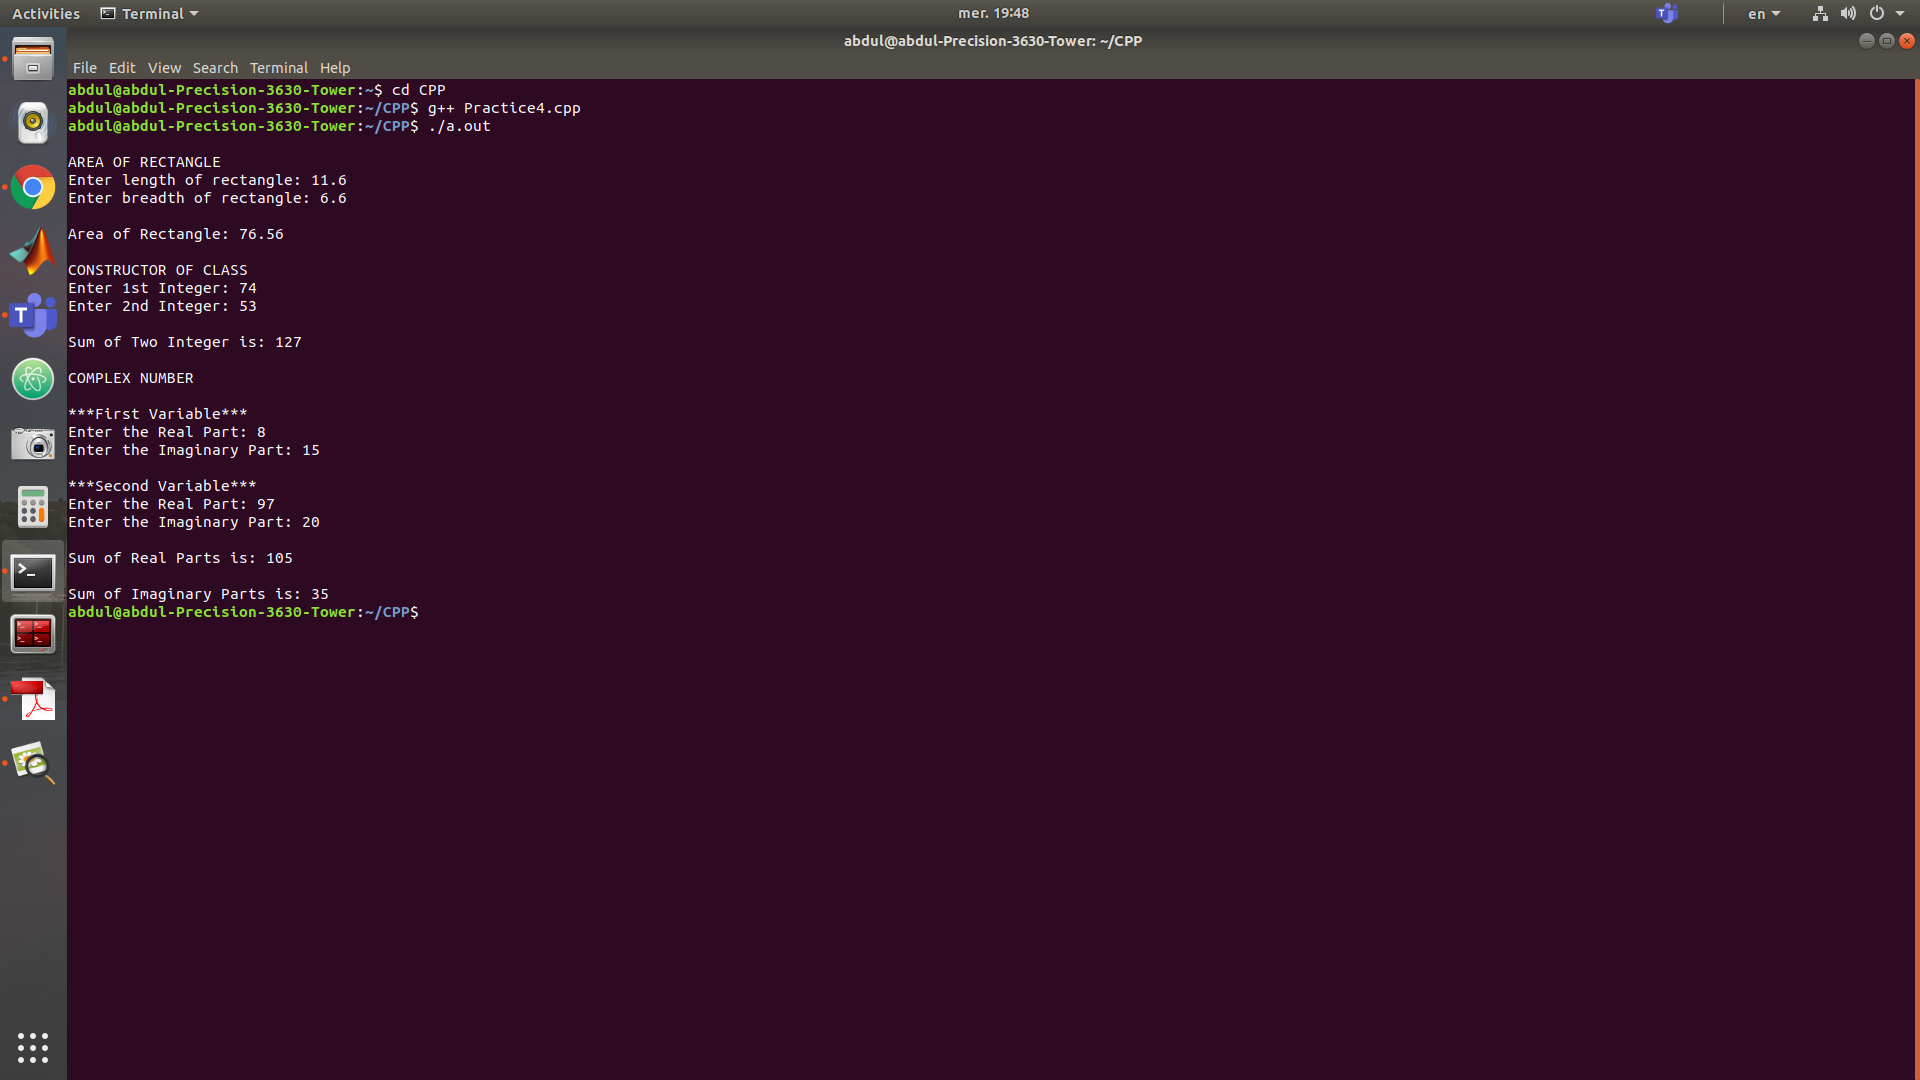 Activities Terminal mer. 19:48 en
abdul@abdul-Precision-3630-Tower: ~/CPP
File Edit View Search Terminal Help
abdul@abdul-Precision-3630-Tower:~$ cd CPP
abdul@abdul-Precision-3630-Tower:~/CPP$ g++ Practice4.cpp
abdul@abdul-Precision-3630-Tower:~/CPP$ ./a.out
AREA OF RECTANGLE
Enter length of rectangle: 11.6
Enter breadth of rectangle: 6.6
Area of Rectangle: 76.56
CONSTRUCTOR OF CLASS
Enter 1st Integer: 74
Enter 2nd Integer: 53
Sum of Two Integer is: 127
COMPLEX NUMBER
***First Variable***
Enter the Real Part: 8
Enter the Imaginary Part: 15
***Second Variable***
Enter the Real Part: 97
Enter the Imaginary Part: 20
Sum of Real Parts is: 105
Sum of Imaginary Parts is: 35
abdul@abdul-Precision-3630-Tower:~/CPP$